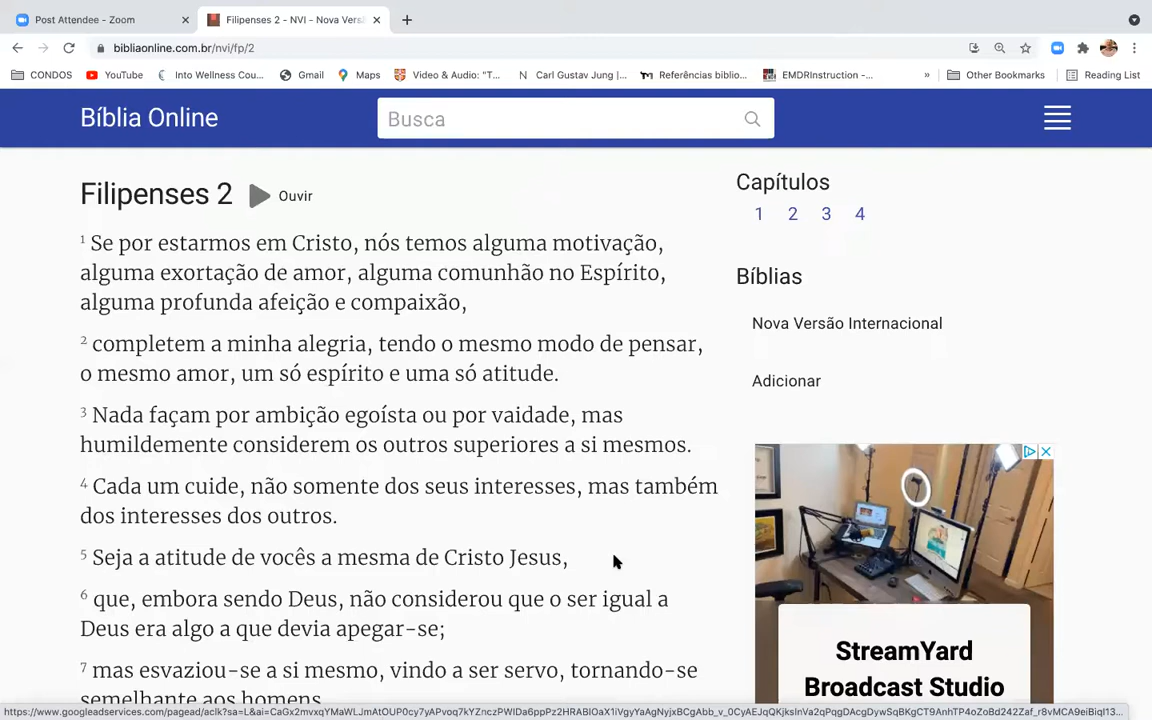 Post Attendee - Zoom
Filipenses 2 - NVI - Nova Versã
bibliaonline.com.br/nvi/fp/2
CONDOS
YouTube
Into Wellness Cou...
Gmail
Maps
Video & Audio: "T...
Carl Gustav Jung |...
Referências biblio...
EMDRInstruction -...
»
Other Bookmarks
Reading List
Bíblia Online
Busca
Filipenses 2
Ouvir
1 Se por estarmos em Cristo, nós temos alguma motivação,
alguma exortação de amor, alguma comunhão no Espírito,
alguma profunda afeição e compaixão,
2 completem a minha alegria, tendo o mesmo modo de pensar,
o mesmo amor, um só espírito e uma só atitude.
3 Nada façam por ambição egoísta ou por vaidade, mas
humildemente considerem os outros superiores a si mesmos.
4 Cada um cuide, não somente dos seus interesses, mas também
dos interesses dos outros.
5 Seja a atitude de vocês a mesma de Cristo Jesus,
6 que, embora sendo Deus, não considerou que o ser igual a
Deus era algo a que devia apegar-se;
7 mas esvaziou-se a si mesmo, vindo a ser servo, tornando-se
semelhante aos homens
Capítulos
1 2 3 4
Bíblias
Nova Versão Internacional
Adicionar
StreamYard
Broadcast Studio